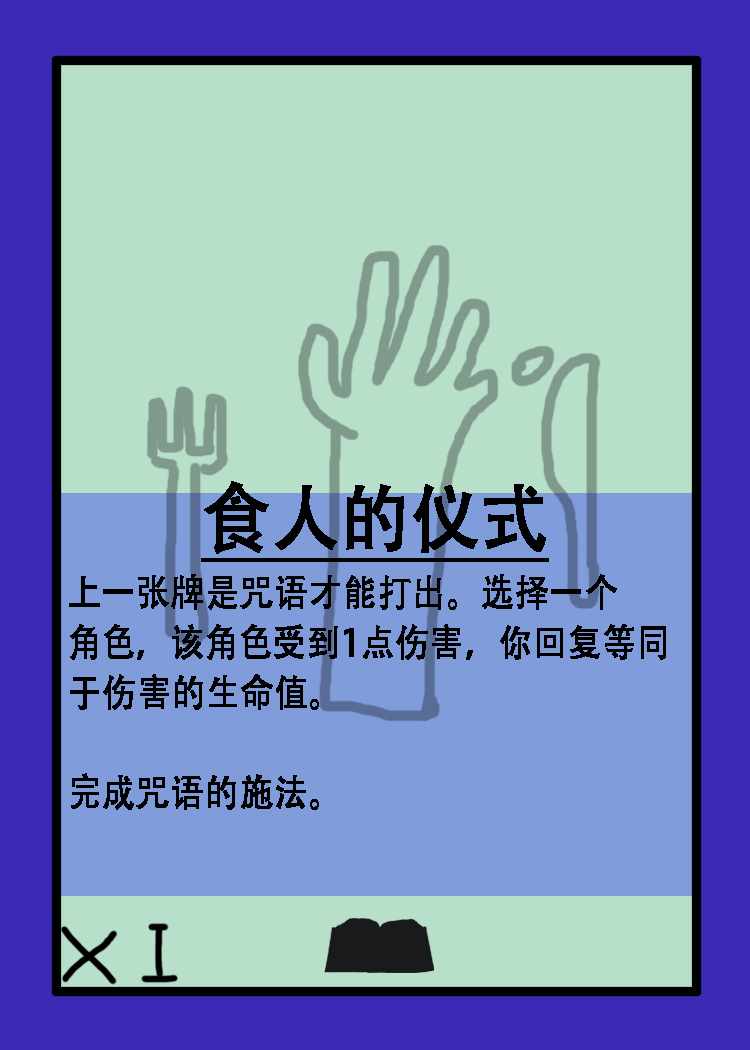 食人的仪式
上一张牌是咒语才能打出。选择一个
角色，该角色受到1点伤害，你回复等同
于伤害的生命值。
完成咒语的施法。
XI